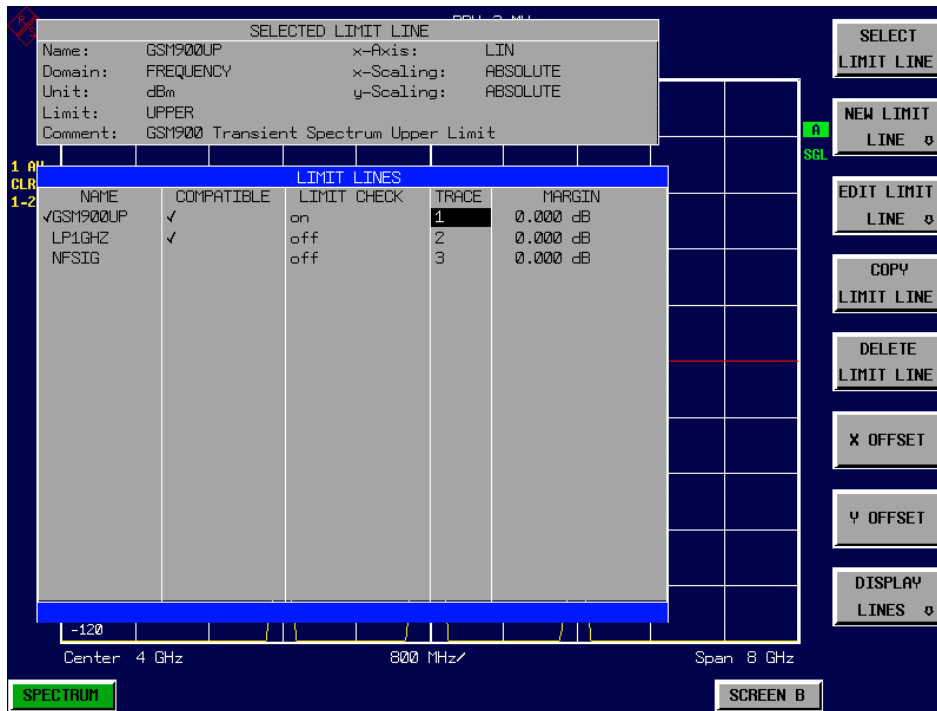 SELECTED LIMIT LINE
Name: GSM900UP x-Axis: LIN
Domain: FREQUENCY x-Scaling: ABSOLUTE
Unit: dBm y-Scaling: ABSOLUTE
Limit: UPPER
Comment: GSM900 Transient Spectrum Upper Limit
A
SGL
1
CLR
1-2
LIMIT LINES
NAME COMPATIBLE LIMIT CHECK TRACE MARGIN
✓GSM900UP ✓ on 1 0.000 dB
LP1GHZ ✓ off 2 0.000 dB
NFSIG off 3 0.000 dB
-120
Center 4 GHz 800 MHz/ Span 8 GHz
SPECTRUM
SCREEN B
SELECT
LIMIT LINE
NEW LIMIT
LINE ⇩
EDIT LIMIT
LINE ⇩
COPY
LIMIT LINE
DELETE
LIMIT LINE
X OFFSET
Y OFFSET
DISPLAY
LINES ⇩